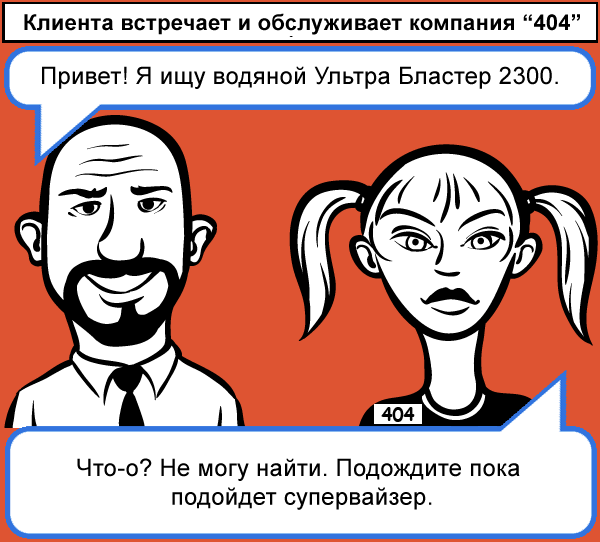 Клиента встречает и обслуживает компания “404”
Привет! Я ищу водяной Ультра Бластер 2300.
404
Что-о? Не могу найти. Подождите пока
подойдет супервайзер.